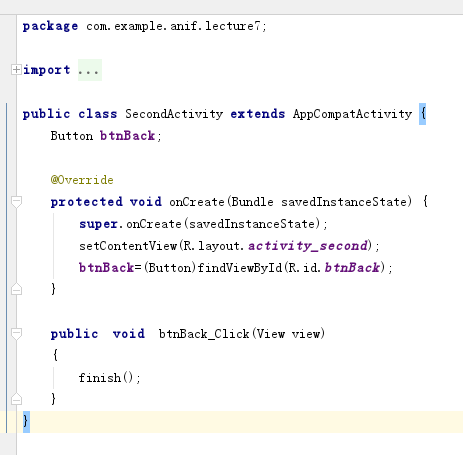 package com.example.anif.lecture7;
import ...
public class SecondActivity extends AppCompatActivity {
Button btnBack;
@Override
protected void onCreate(Bundle savedInstanceState) {
super.onCreate(savedInstanceState);
setContentView(R.layout.activity_second);
btnBack=(Button)findViewById(R.id.btnBack);
}
public void btnBack_Click(View view)
{
finish();
}
}